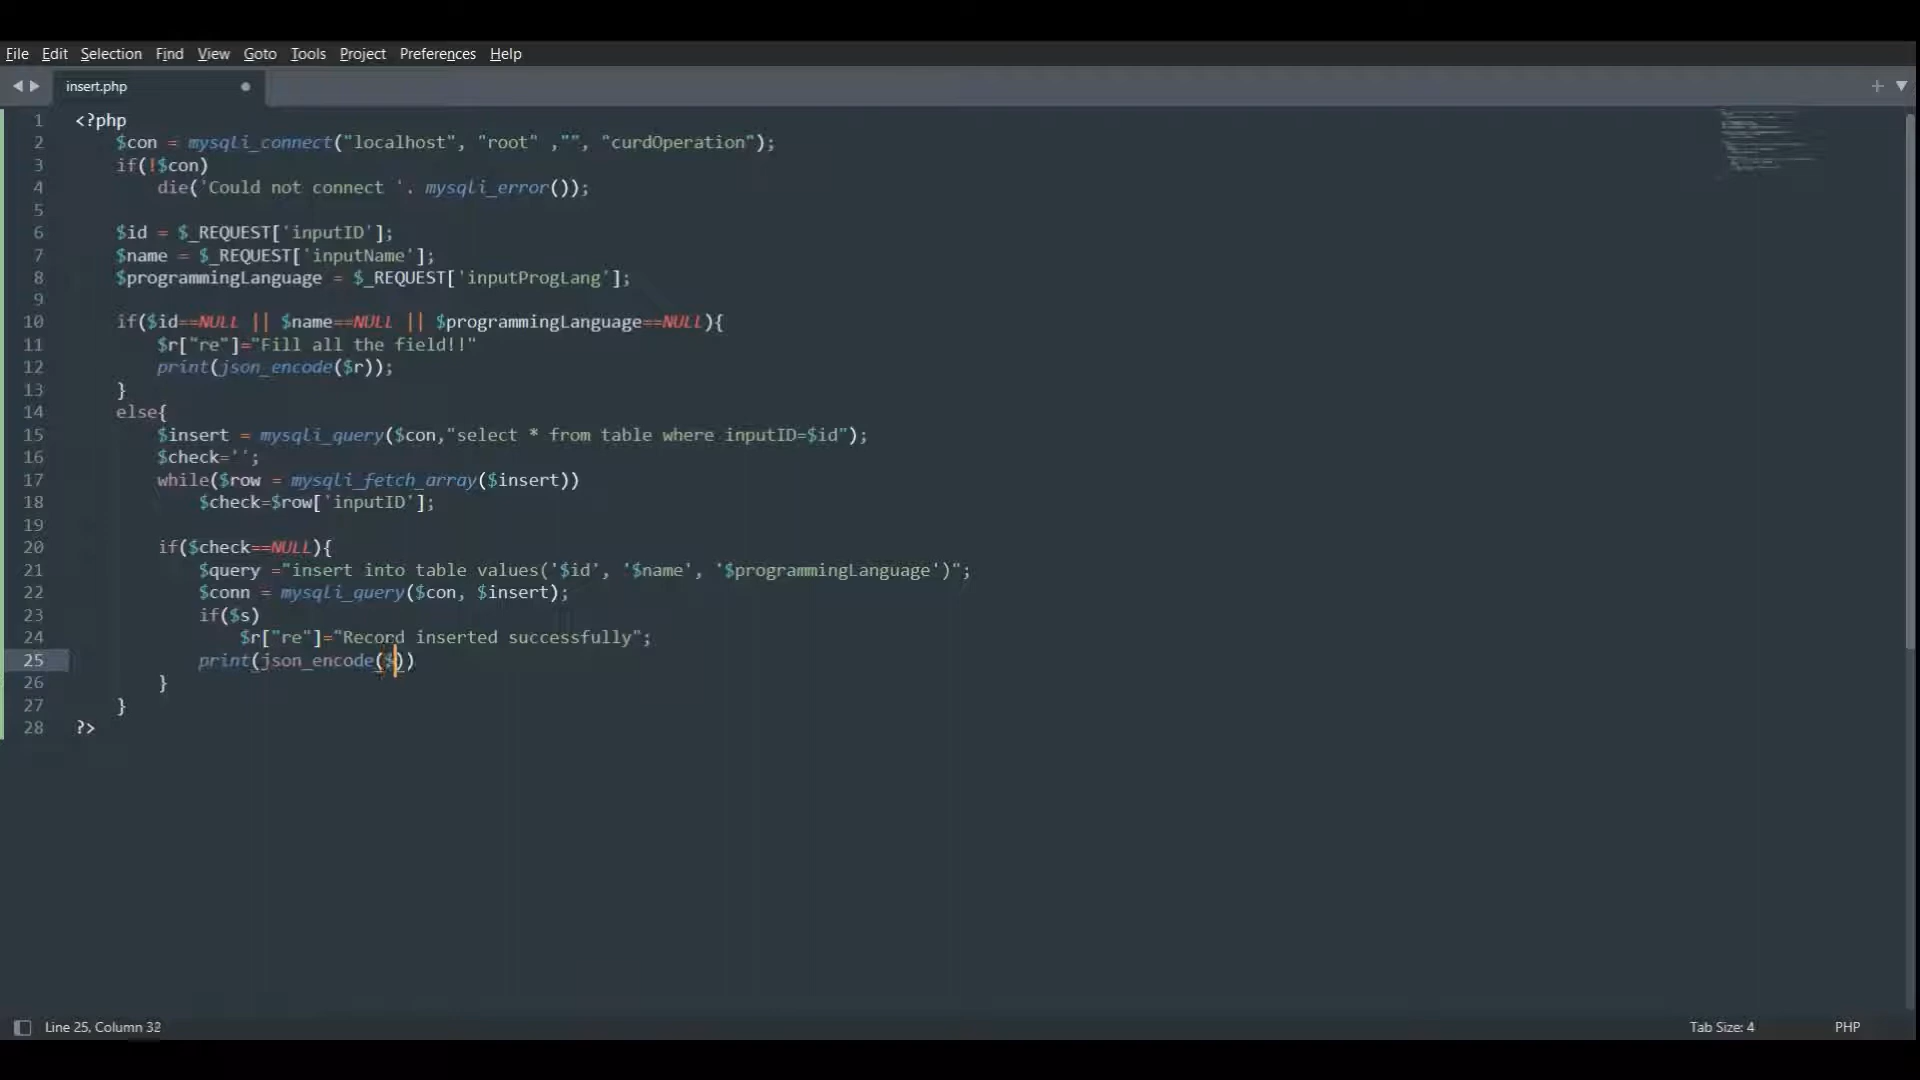 File Edit Selection Find View Goto Tools Project Preferences Help
insert.php
1 <?php
2 $con = mysqli_connect("localhost", "root" ,"", "curdOperation");
3 if(!$con)
4 die('Could not connect '. mysqli_error());
5
6 $id = $_REQUEST['inputID'];
7 $name = $_REQUEST['inputName'];
8 $programmingLanguage = $_REQUEST['inputProgLang'];
9
10 if($id==NULL || $name==NULL || $programmingLanguage==NULL){
11 $r["re"]="Fill all the field!!"
12 print(json_encode($r));
13 }
14 else{
15 $insert = mysqli_query($con,"select * from table where inputID=$id");
16 $check='';
17 while($row = mysqli_fetch_array($insert))
18 $check=$row['inputID'];
19
20 if($check==NULL){
21 $query ="insert into table values('$id', '$name', '$programmingLanguage')";
22 $conn = mysqli_query($con, $insert);
23 if($s)
24 $r["re"]="Record inserted successfully";
25 print(json_encode($))
26 }
27 }
28 ?>
Line 25, Column 32
Tab Size: 4
PHP